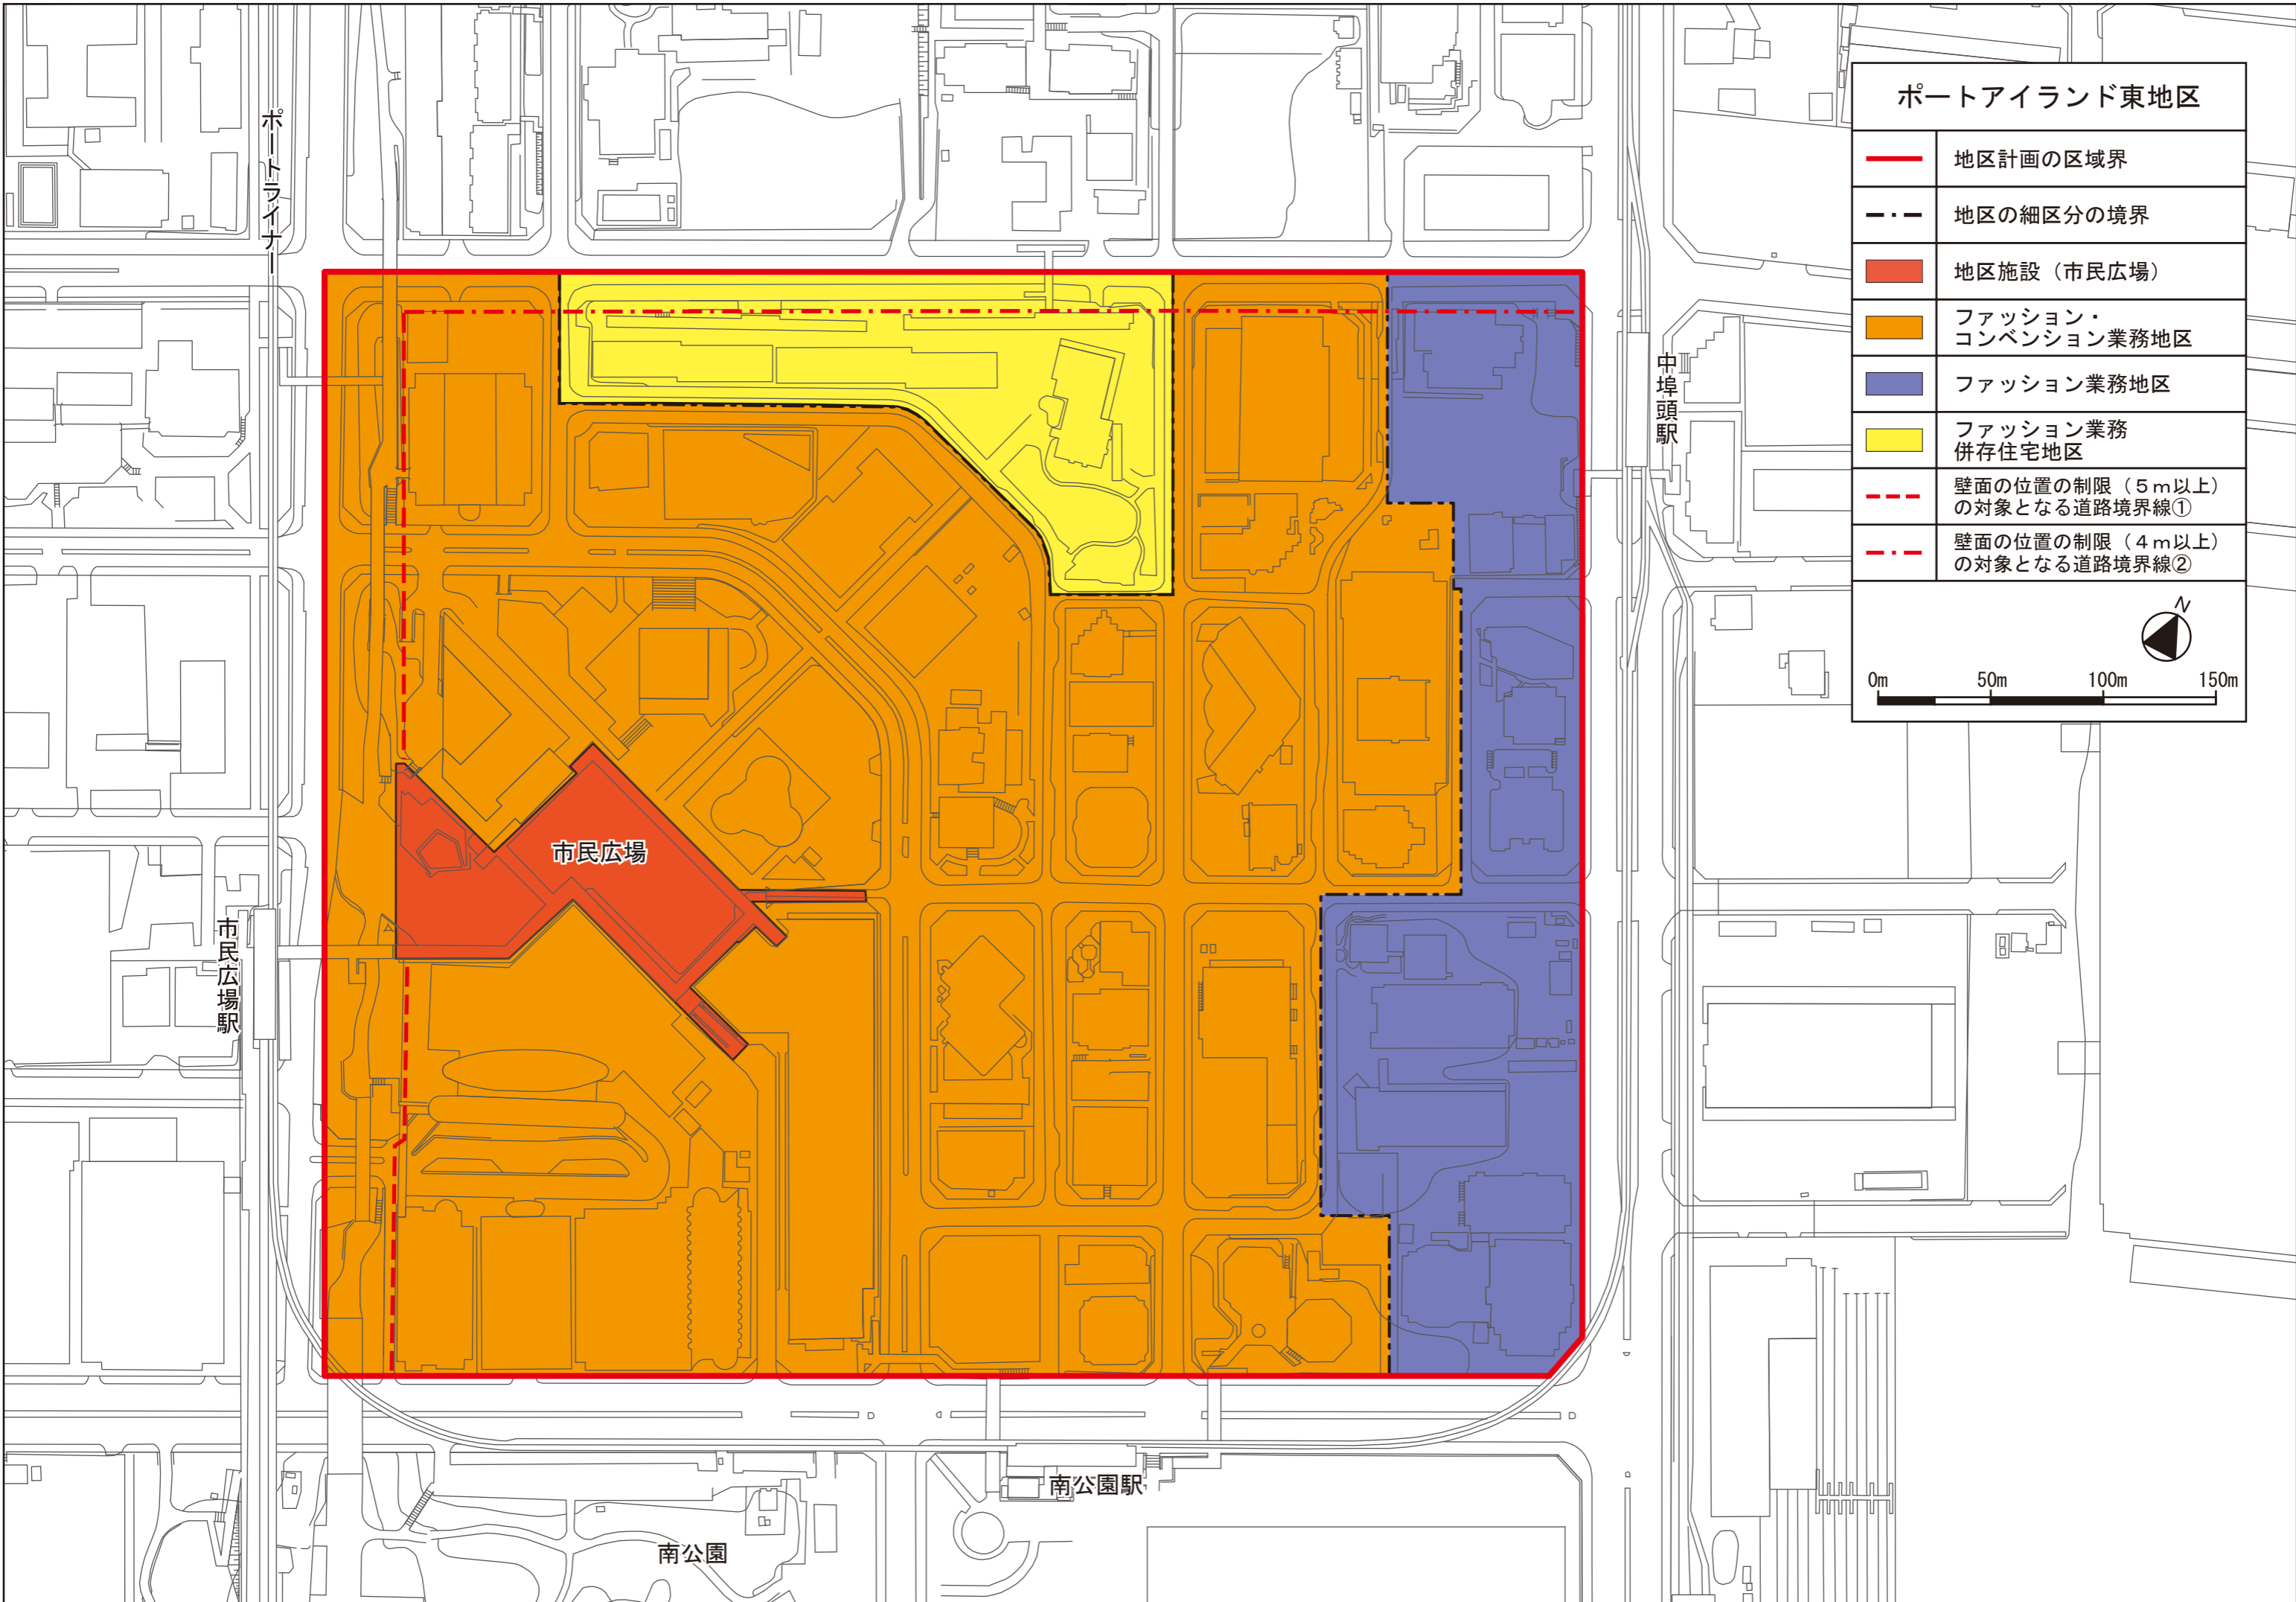 ポートアイランド東地区
地区計画の区域界
地区の細区分の境界
地区施設（市民広場）
ファッション・
コンベンション業務地区
ファッション業務地区
ファッション業務
併存住宅地区
壁面の位置の制限（５ｍ以上）
の対象となる道路境界線①
壁面の位置の制限（４ｍ以上）
の対象となる道路境界線②
N
0m 50m 100m 150m
ポートライナー
中埠頭駅
市民広場
市民広場駅
南公園駅
南公園